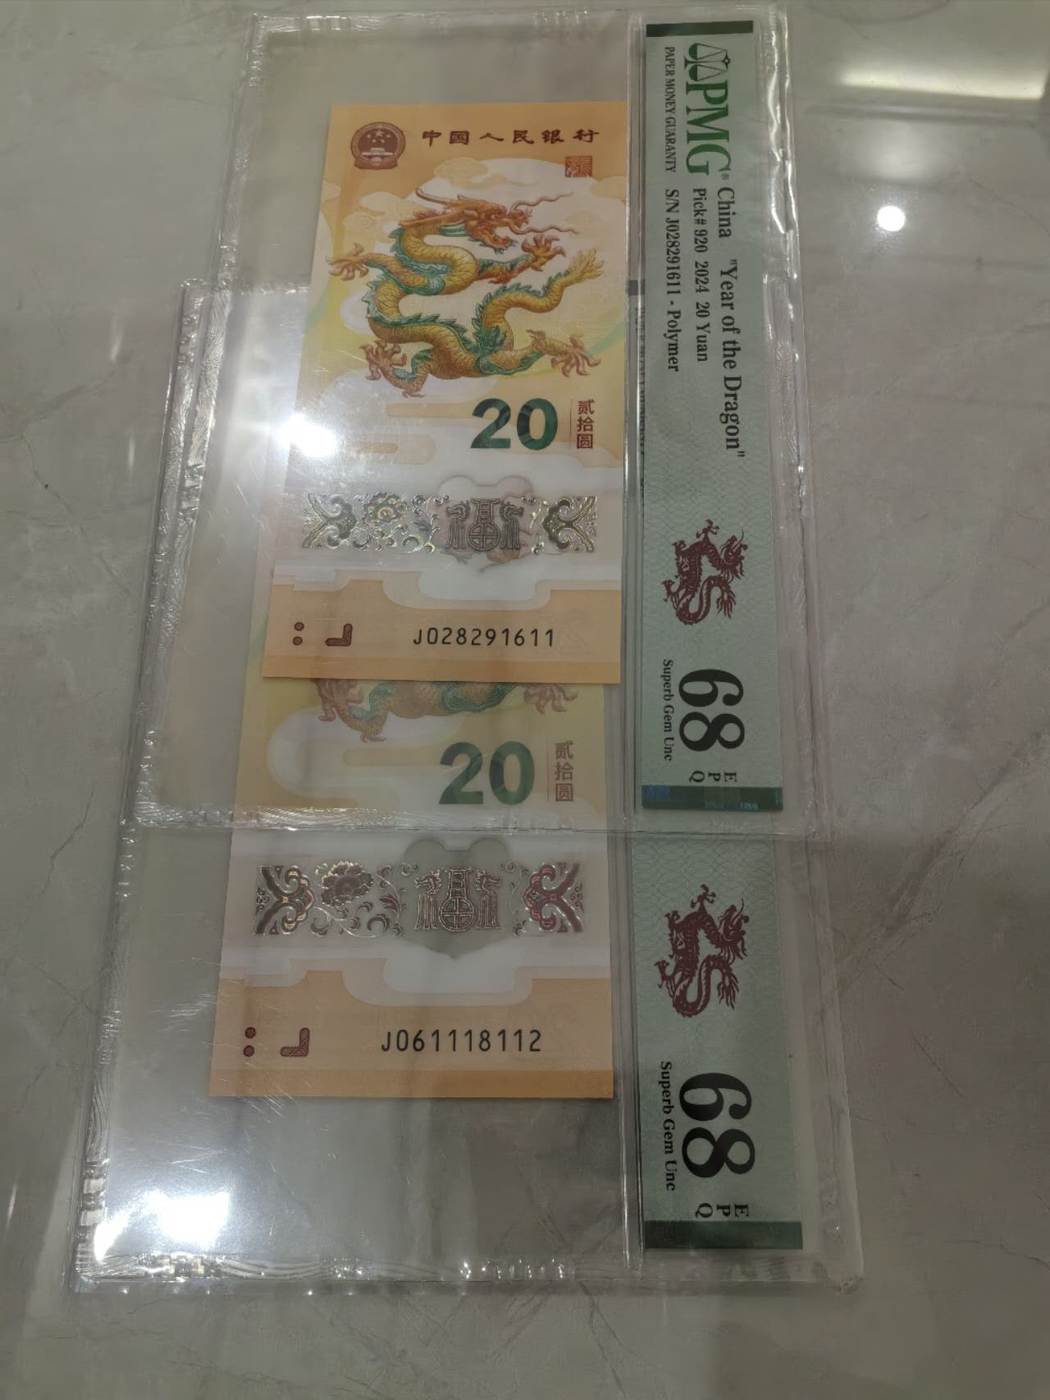 中国人民银行
20
贰拾圆
J028291611
PMG®
PAPER MONEY GUARANTY
China "Year of the Dragon"
Pick# 920 2024 20 Yuan
S/N J028291611 - Polymer
68
EPQ
Superb Gem Unc
20
贰拾圆
J061118112
68
EPQ
Superb Gem Unc